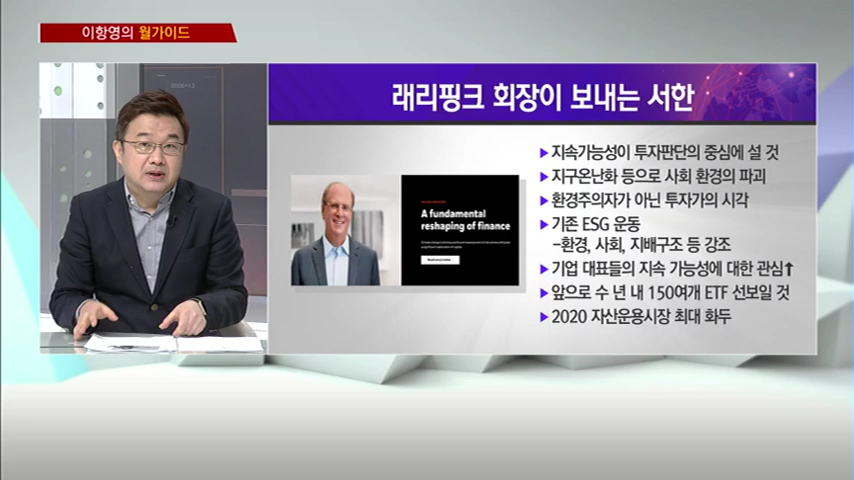 이항영의 월가이드
래리핑크 회장이 보내는 서한
A fundamental
reshaping of finance
▶지속가능성이 투자판단의 중심에 설 것
▶지구온난화 등으로 사회 환경의 파괴
▶환경주의자가 아닌 투자가의 시각
▶기존 ESG 운동
-환경, 사회, 지배구조 등 강조
▶기업 대표들의 지속 가능성에 대한 관심↑
▶앞으로 수 년 내 150여개 ETF 선보일 것
▶2020 자산운용시장 최대 화두